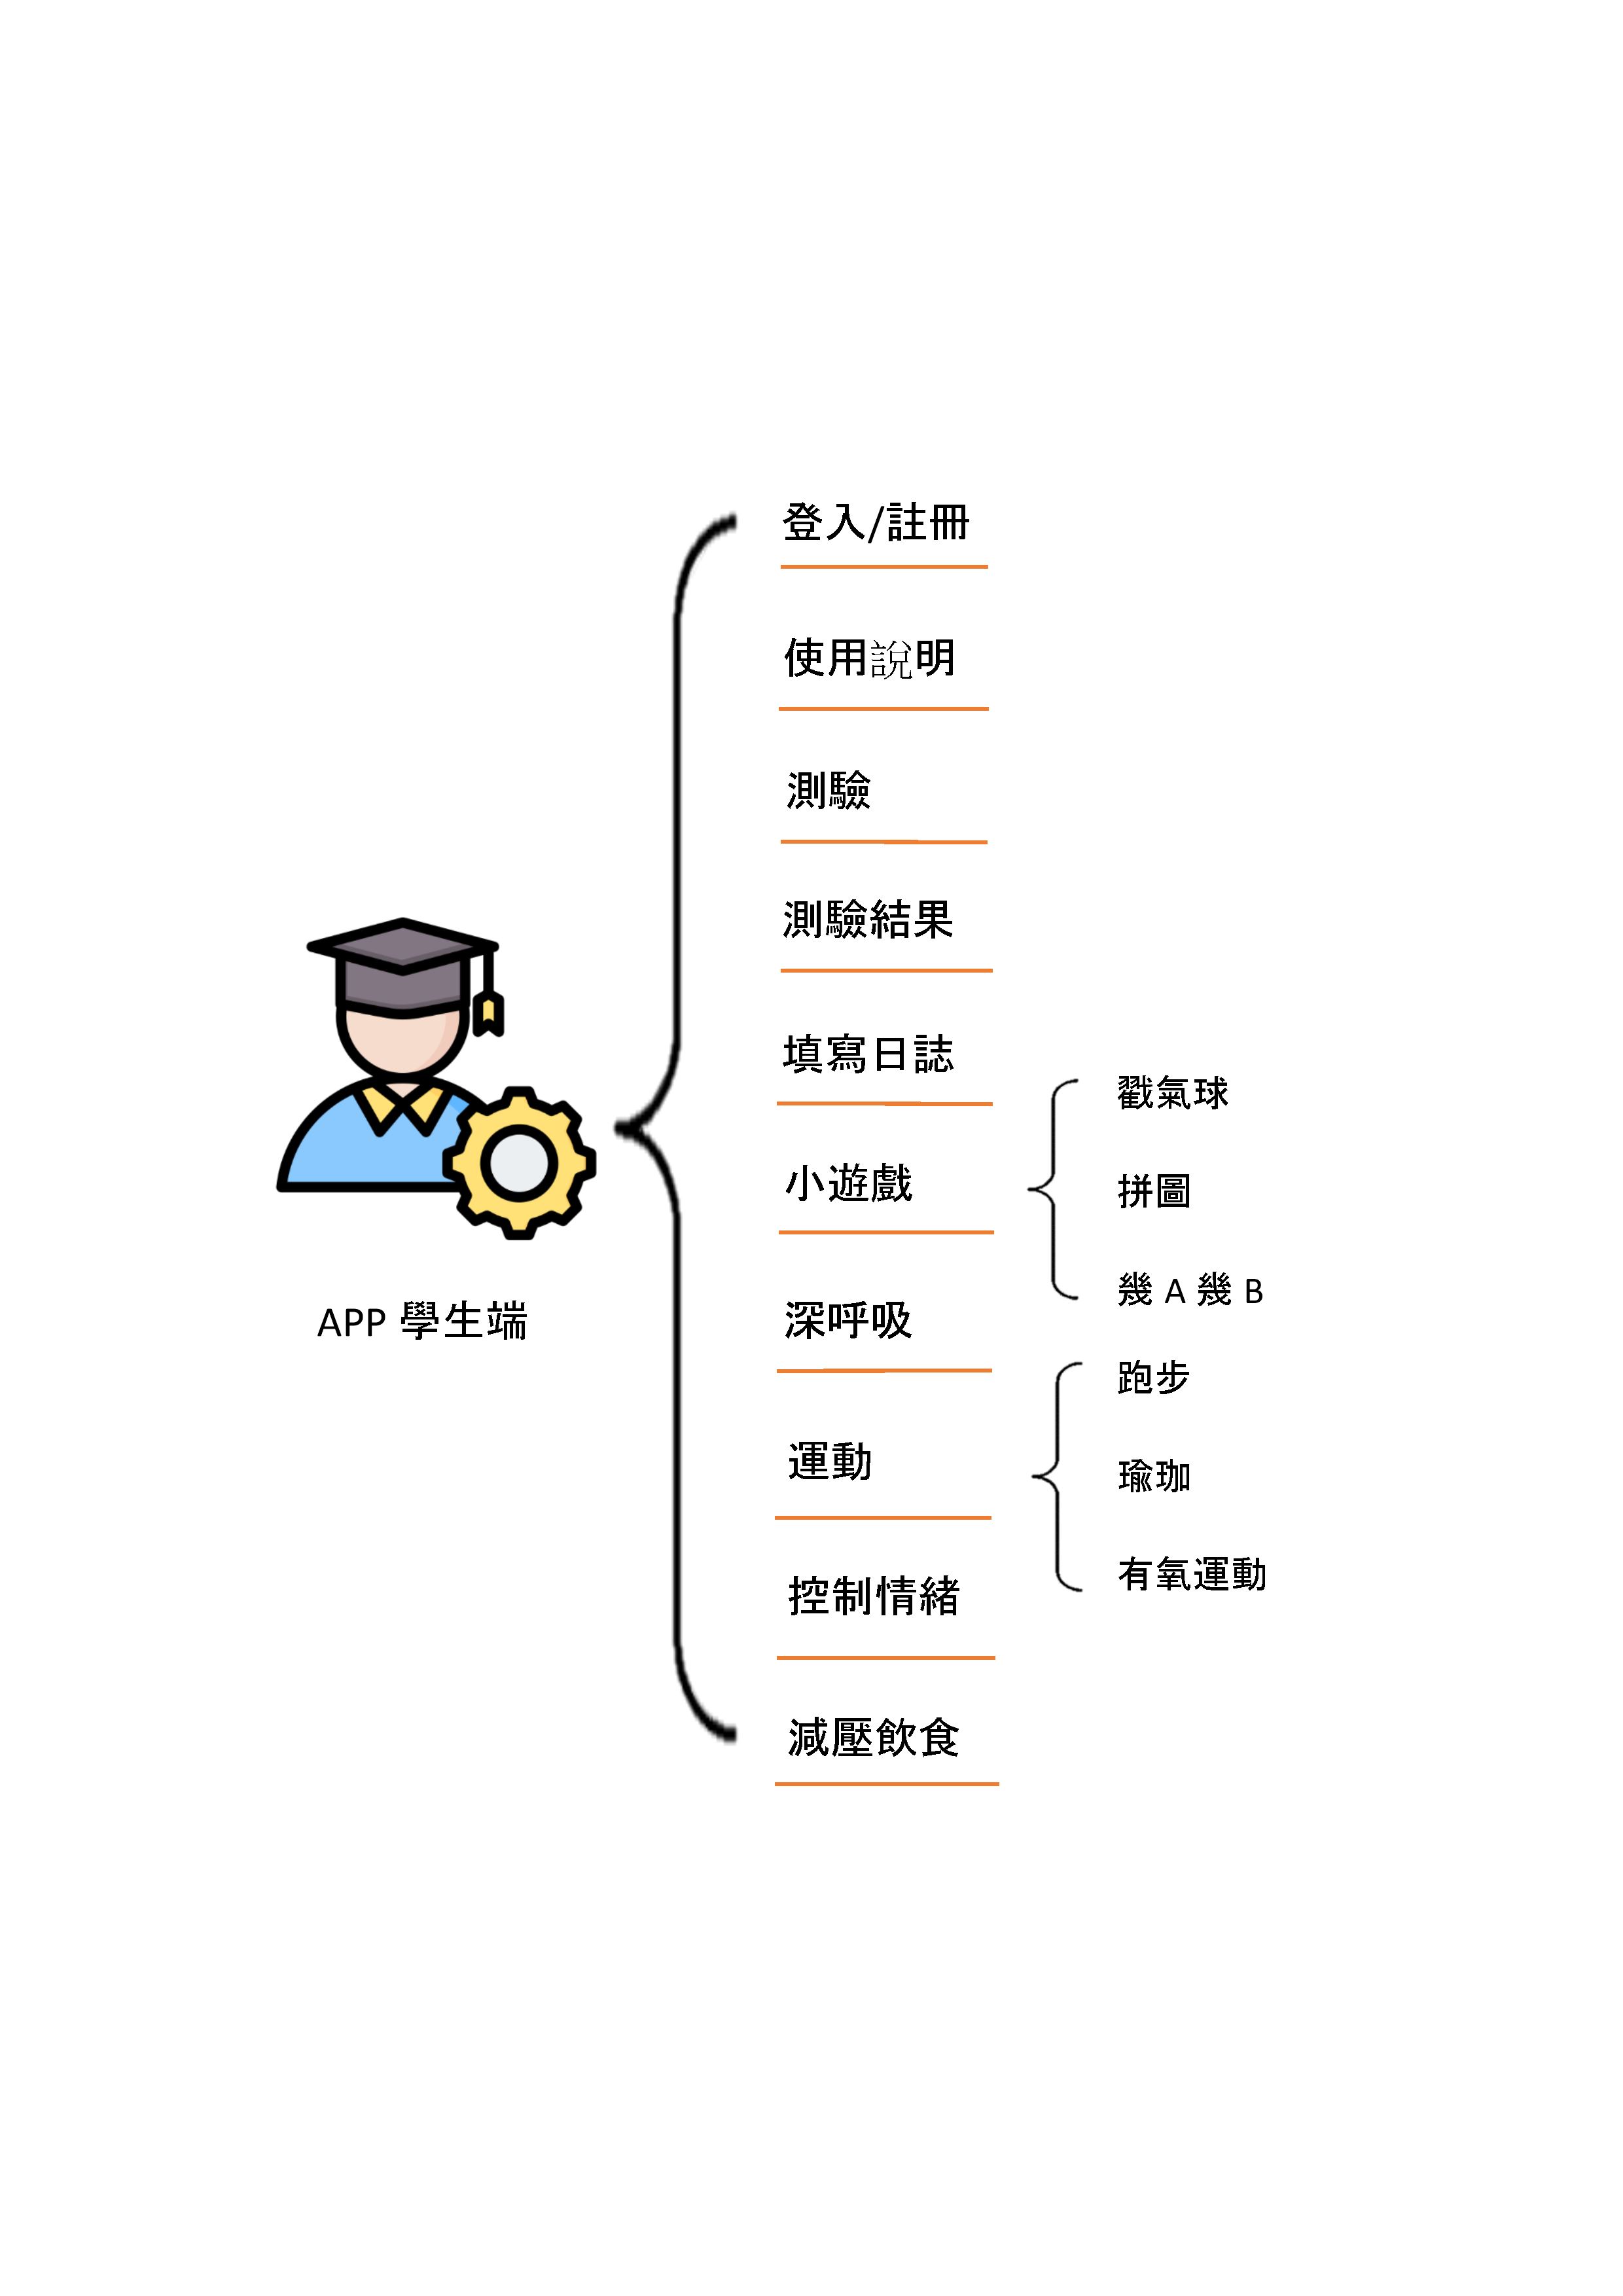 登入/註冊
使用說明
測驗
測驗結果
填寫日誌
小遊戲
戳氣球
拼圖
幾 A 幾 B
深呼吸
運動
跑步
瑜珈
有氧運動
控制情緒
減壓飲食
APP 學生端